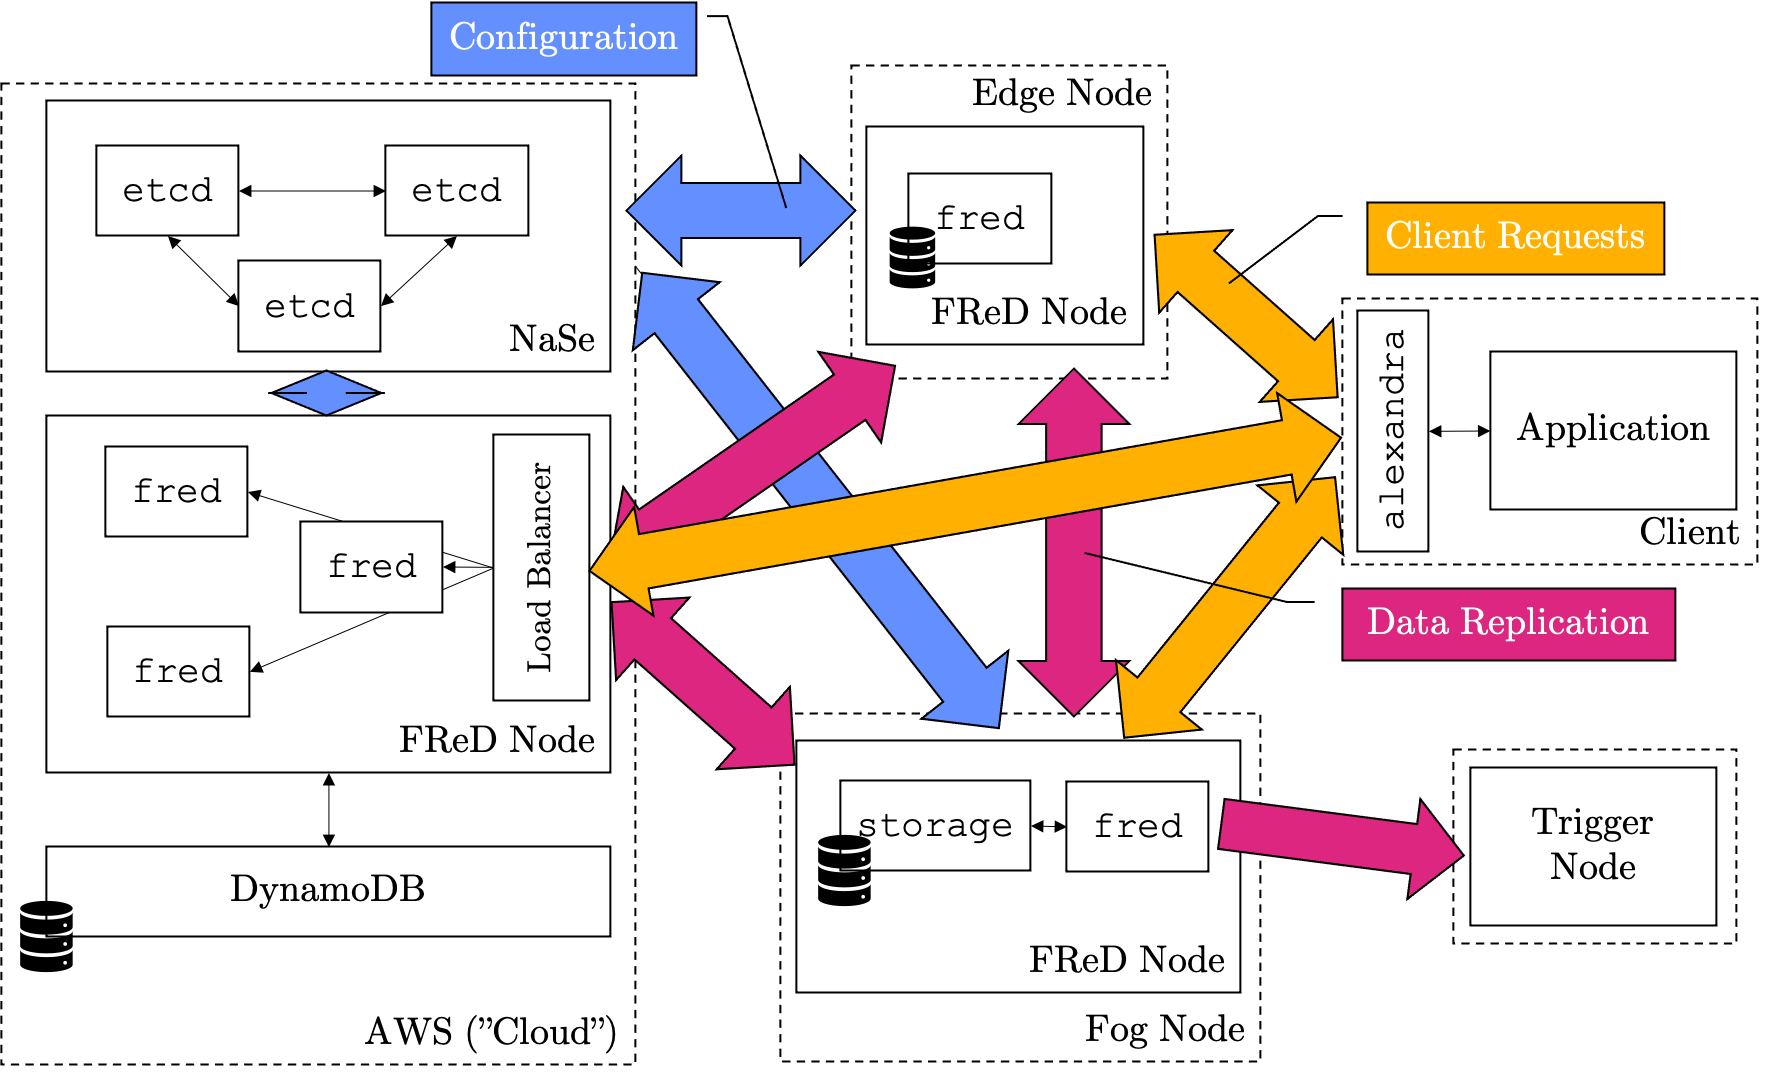 Configuration
etcd
etcd
etcd
NaSe
fred
fred
fred
Load Balancer
FReD Node
DynamoDB
AWS (”Cloud”)
Edge Node
fred
FReD Node
Client Requests
alexandra
Application
Client
Data Replication
storage
fred
FReD Node
Fog Node
Trigger
Node